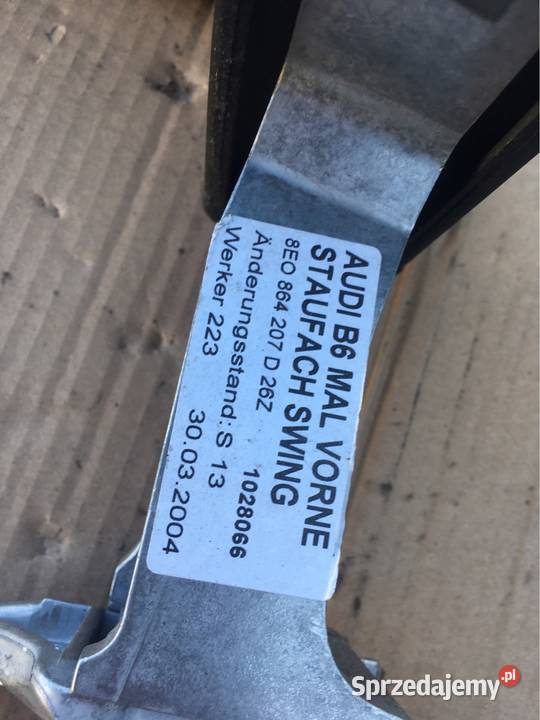 AUDI B6 MAL VORNE
STAUFACH SWING
8E0 864 207 D 26Z
1028066
Änderungsstand: S 13
Werker 223
30.03.2004
Sprzedajemy.pl